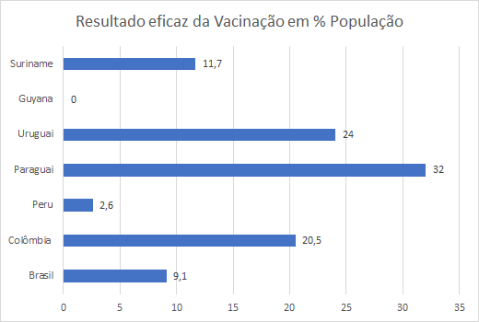 Resultado eficaz da Vacinação em % População
Suriname 11,7
Guyana 0
Uruguai 24
Paraguai 32
Peru 2,6
Colômbia 20,5
Brasil 9,1
0 5 10 15 20 25 30 35